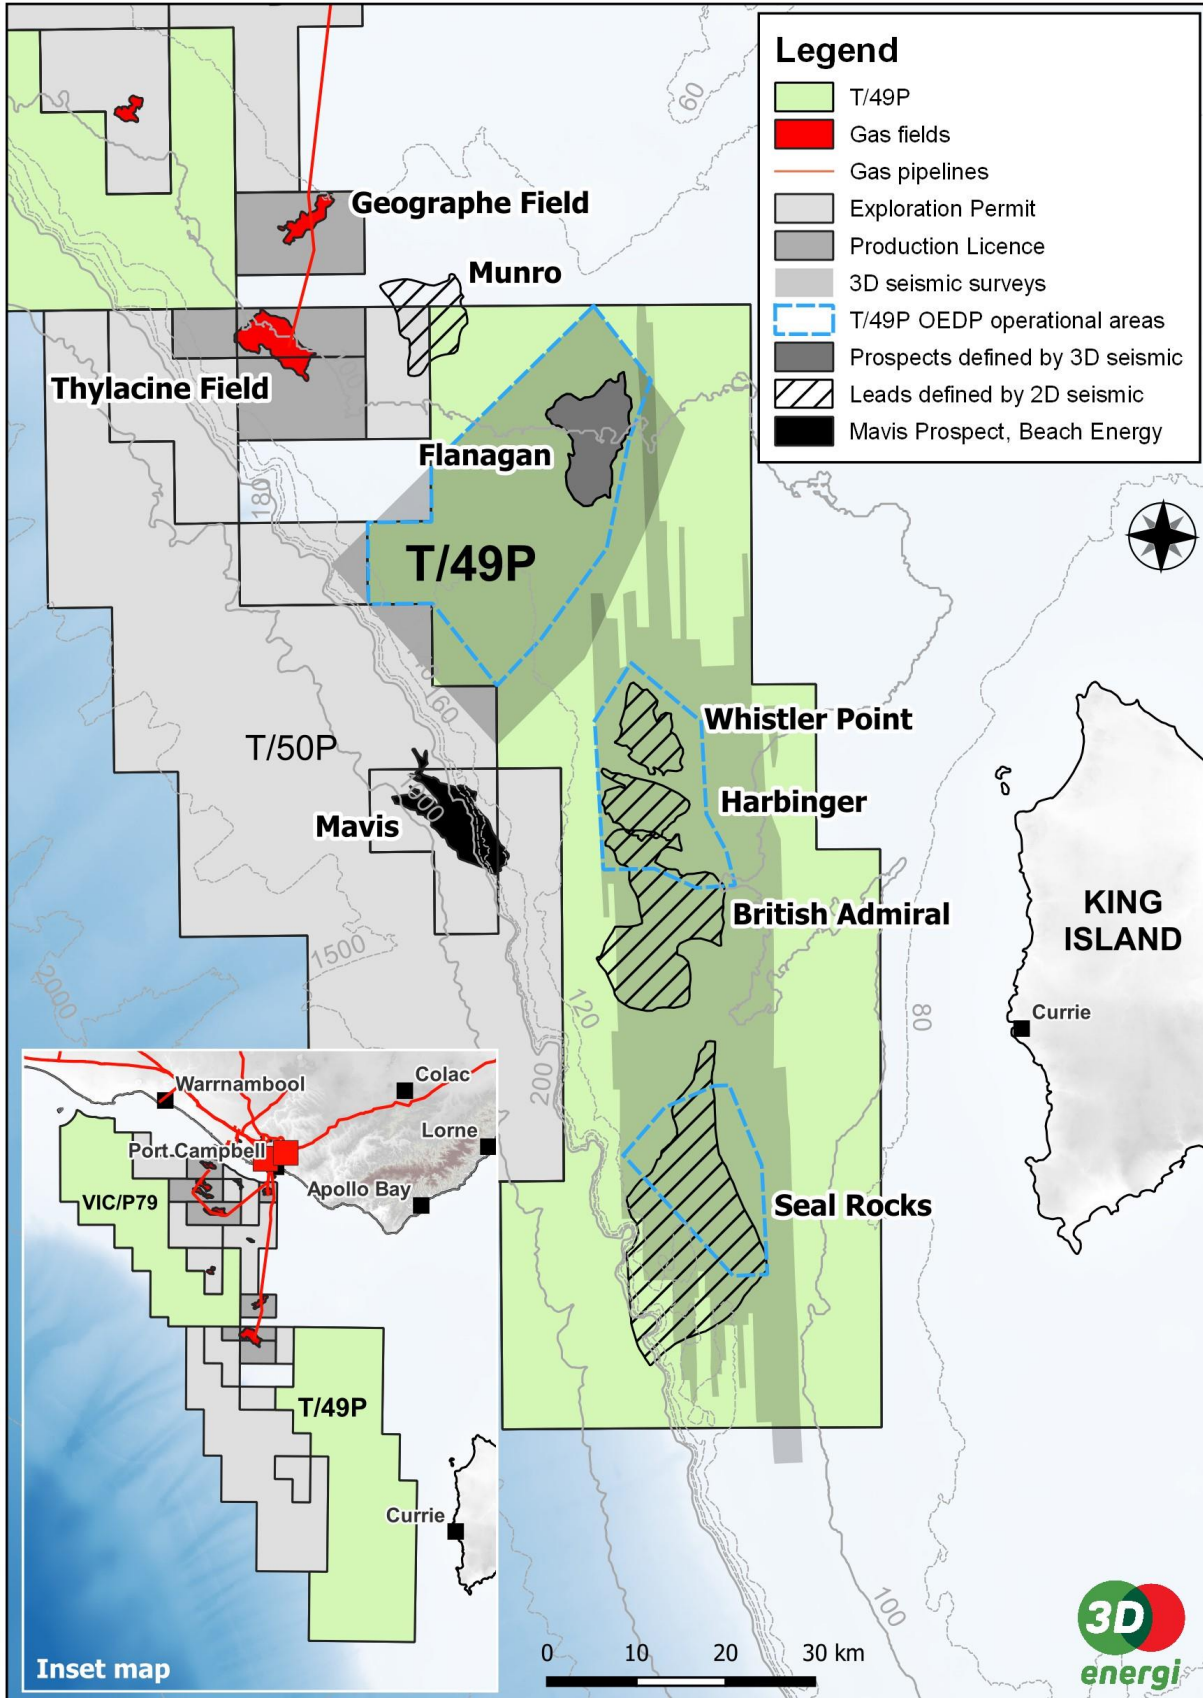 Legend
T/49P
Gas fields
Gas pipelines
Exploration Permit
Production Licence
3D seismic surveys
T/49P OEDP operational areas
Prospects defined by 3D seismic
Leads defined by 2D seismic
Mavis Prospect, Beach Energy
60
Geographe Field
Munro
Thylacine Field
Flanagan
180
T/49P
160
T/50P
Whistler Point
Harbinger
Mavis
British Admiral
KING
ISLAND
1500
2000
120
80
Currie
200
Seal Rocks
100
Warrnambool
Colac
Port Campbell
Lorne
Apollo Bay
VIC/P79
T/49P
Currie
Inset map
0 10 20 30 km
3D
energi